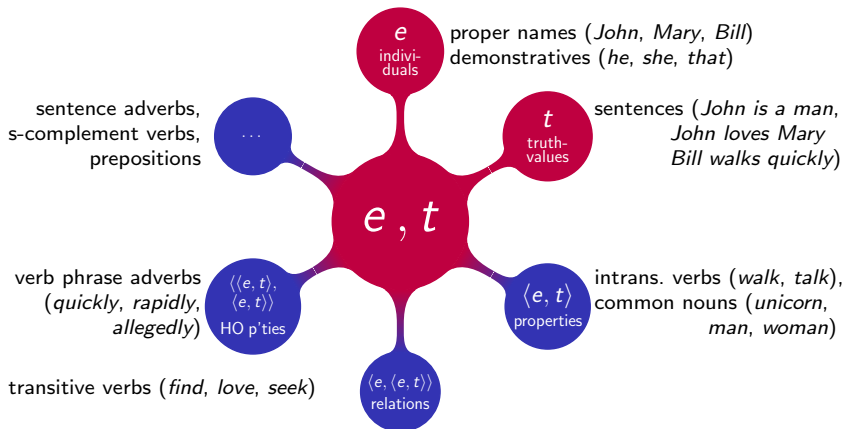 e
individuals
proper names (John, Mary, Bill)
demonstratives (he, she, that)
t
truth-
values
sentences (John is a man,
John loves Mary
Bill walks quickly)
⟨e, t⟩
properties
intrans. verbs (walk, talk),
common nouns (unicorn,
man, woman)
⟨e, ⟨e, t⟩⟩
relations
transitive verbs (find, love, seek)
⟨⟨e, t⟩,
⟨e, t⟩⟩
HO p'ties
verb phrase adverbs
(quickly, rapidly,
allegedly)
...
sentence adverbs,
s-complement verbs,
prepositions
e , t